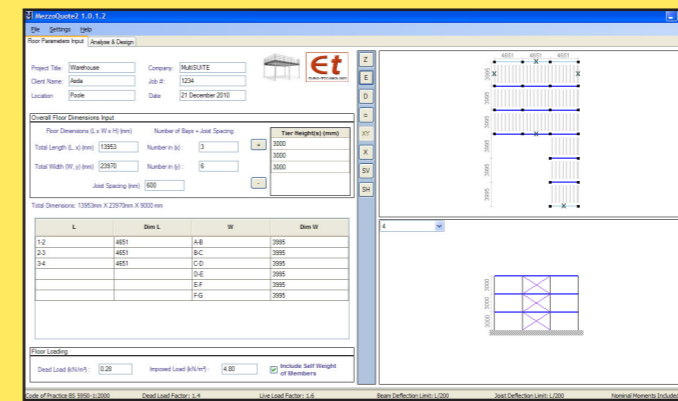 MezzoQuote2 1.0.1.2
File Settings Help
Floor Parameters Input Analyse & Design
Project Title: Warehouse Company: MultiSUITE
Client Name: Asda Job #: 1234
Location Poole Date 21 December 2010
Et
Overall Floor Dimensions Input
Floor Dimensions (L x W x H) (mm) Number of Bays + Joist Spacing Tier Height(s) (mm)
Total Length (L, x) (mm) 13953 Number in (x) : 3 + 3000
3000
Total Width (W, y) (mm) 23970 Number in (y) : 6 3000
Joist Spacing (mm) 600 -
Total Dimensions: 13953mm X 23970mm X 9000 mm
L Dim L W Dim W
1-2 4651 A-B 3995
2-3 4651 B-C 3995
3-4 4651 C-D 3995
D-E 3995
E-F 3995
F-G 3995
Floor Loading
Dead Load (kN/m²) : 0.28 Imposed Load (kN/m²) : 4.80 Include Self Weight
of Members
Z
E
D
=
XY
X
SV
SH
4651 4651 4651
3995
3995
3995
3995
3995
3995
4
3000
3000
3000
Code of Practice BS 5950-1:2000 Dead Load Factor: 1.4 Live Load Factor: 1.6 Beam Deflection Limit: L/200 Joist Deflection Limit: L/200 Nominal Moments Included